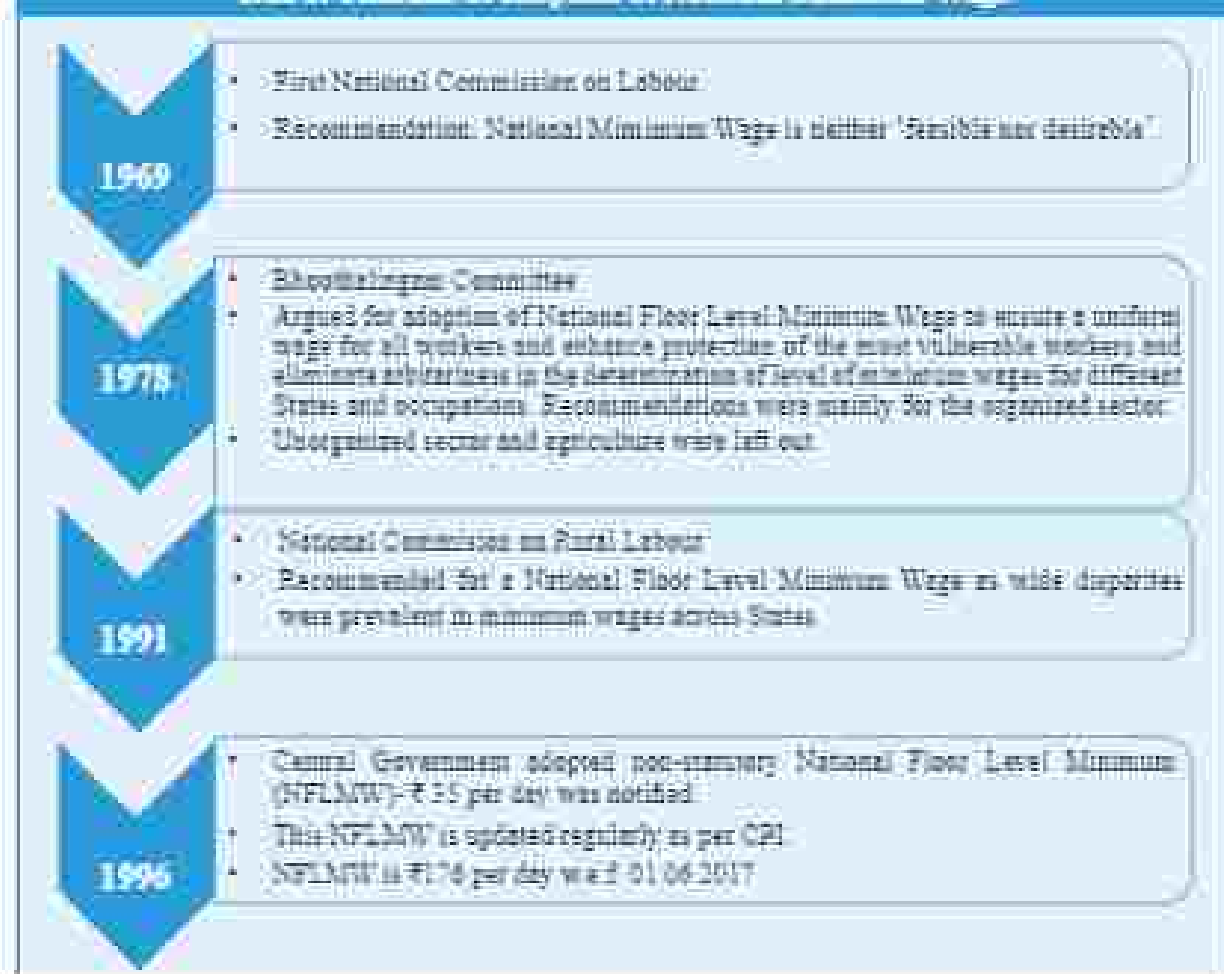 1969
• First National Commission on Labour
• Recommendation: National Minimum Wage is neither 'feasible nor desirable'.
1978
• Bhoothalingam Committee
• Argued for adoption of National Floor Level Minimum Wage to ensure a uniform
wage for all workers and enhance protection of the most vulnerable workers and
eliminate arbitrariness in the determination of level of minimum wages for different
States and occupations. Recommendations were mainly for the organized sector.
• Unorganized sector and agriculture were left out.
1991
• National Commission on Rural Labour
• Recommended for a National Floor Level Minimum Wage as wide disparities
were prevalent in minimum wages across States.
1996
• Central Government adopted non-statutory National Floor Level Minimum
(NFLMW)- ₹ 35 per day was notified.
• This NFLMW is updated regularly as per CPI.
• NFLMW is ₹176 per day w.e.f. 01.06.2017